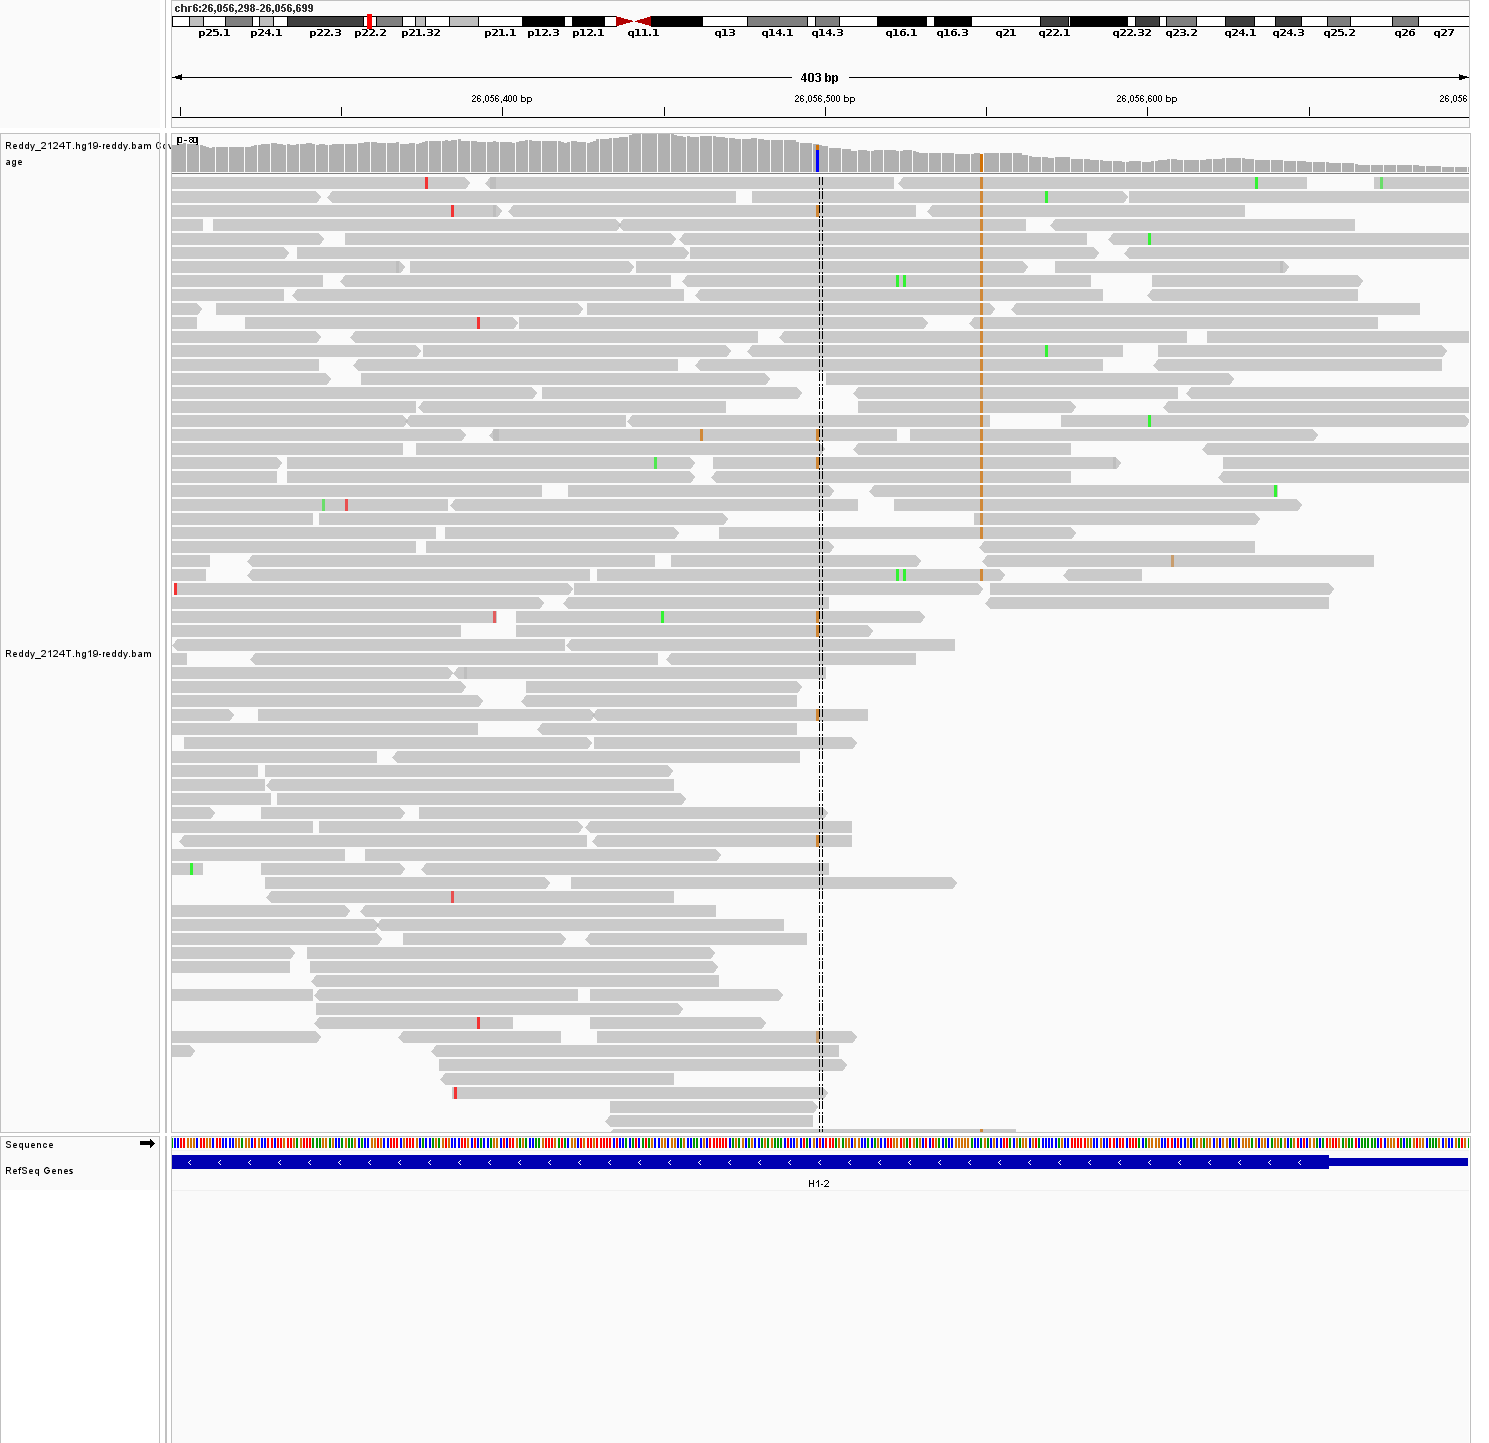 chr6:26,056,298-26,056,699
p25.1 p24.1 p22.3 p22.2 p21.32 p21.1 p12.3 p12.1 q11.1 q13 q14.1 q14.3 q16.1 q16.3 q21 q22.1 q22.32 q23.2 q24.1 q24.3 q25.2 q26 q27
403 bp
26,056,400 bp 26,056,500 bp 26,056,600 bp 26,056
Reddy_2124T.hg19-reddy.bam Cov
age
Reddy_2124T.hg19-reddy.bam
Sequence
RefSeq Genes
H1-2